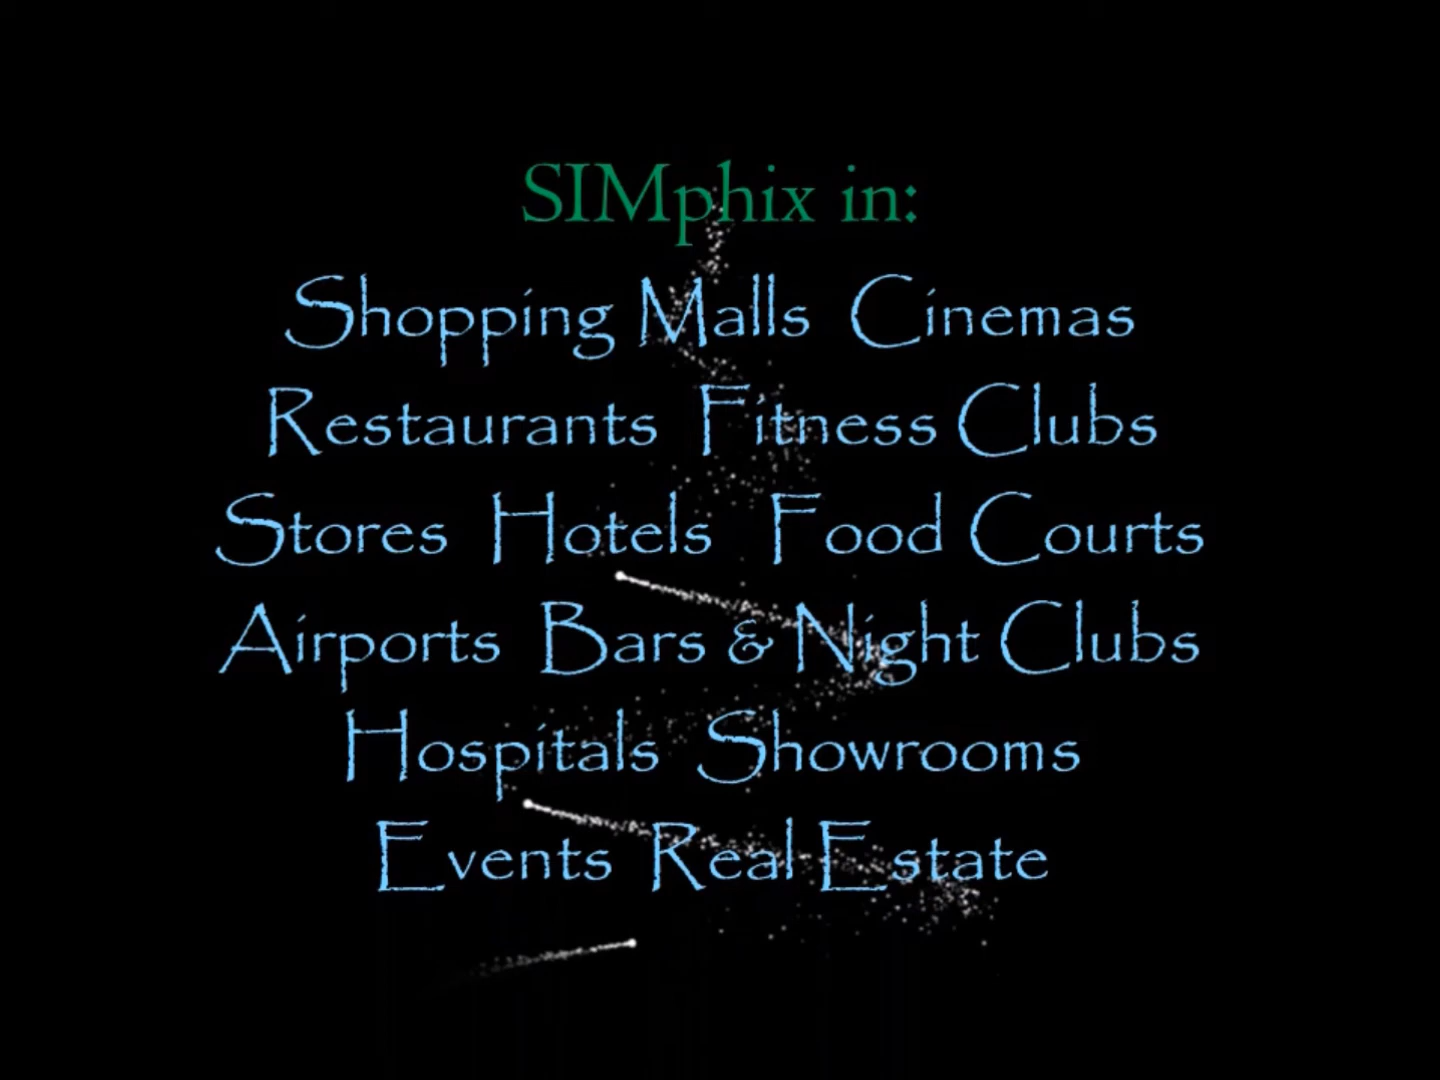 SIMphix in:
Shopping Malls Cinemas
Restaurants Fitness Clubs
Stores Hotels Food Courts
Airports Bars & Night Clubs
Hospitals Showrooms
Events Real Estate